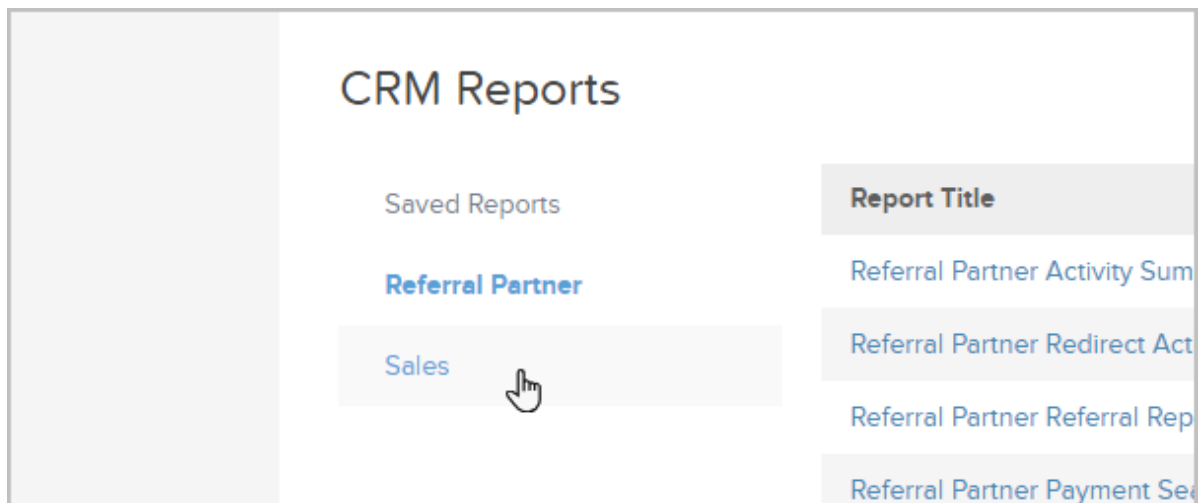 CRM Reports
Saved Reports
Referral Partner
Sales
Report Title
Referral Partner Activity Sum
Referral Partner Redirect Act
Referral Partner Referral Rep
Referral Partner Payment Sea